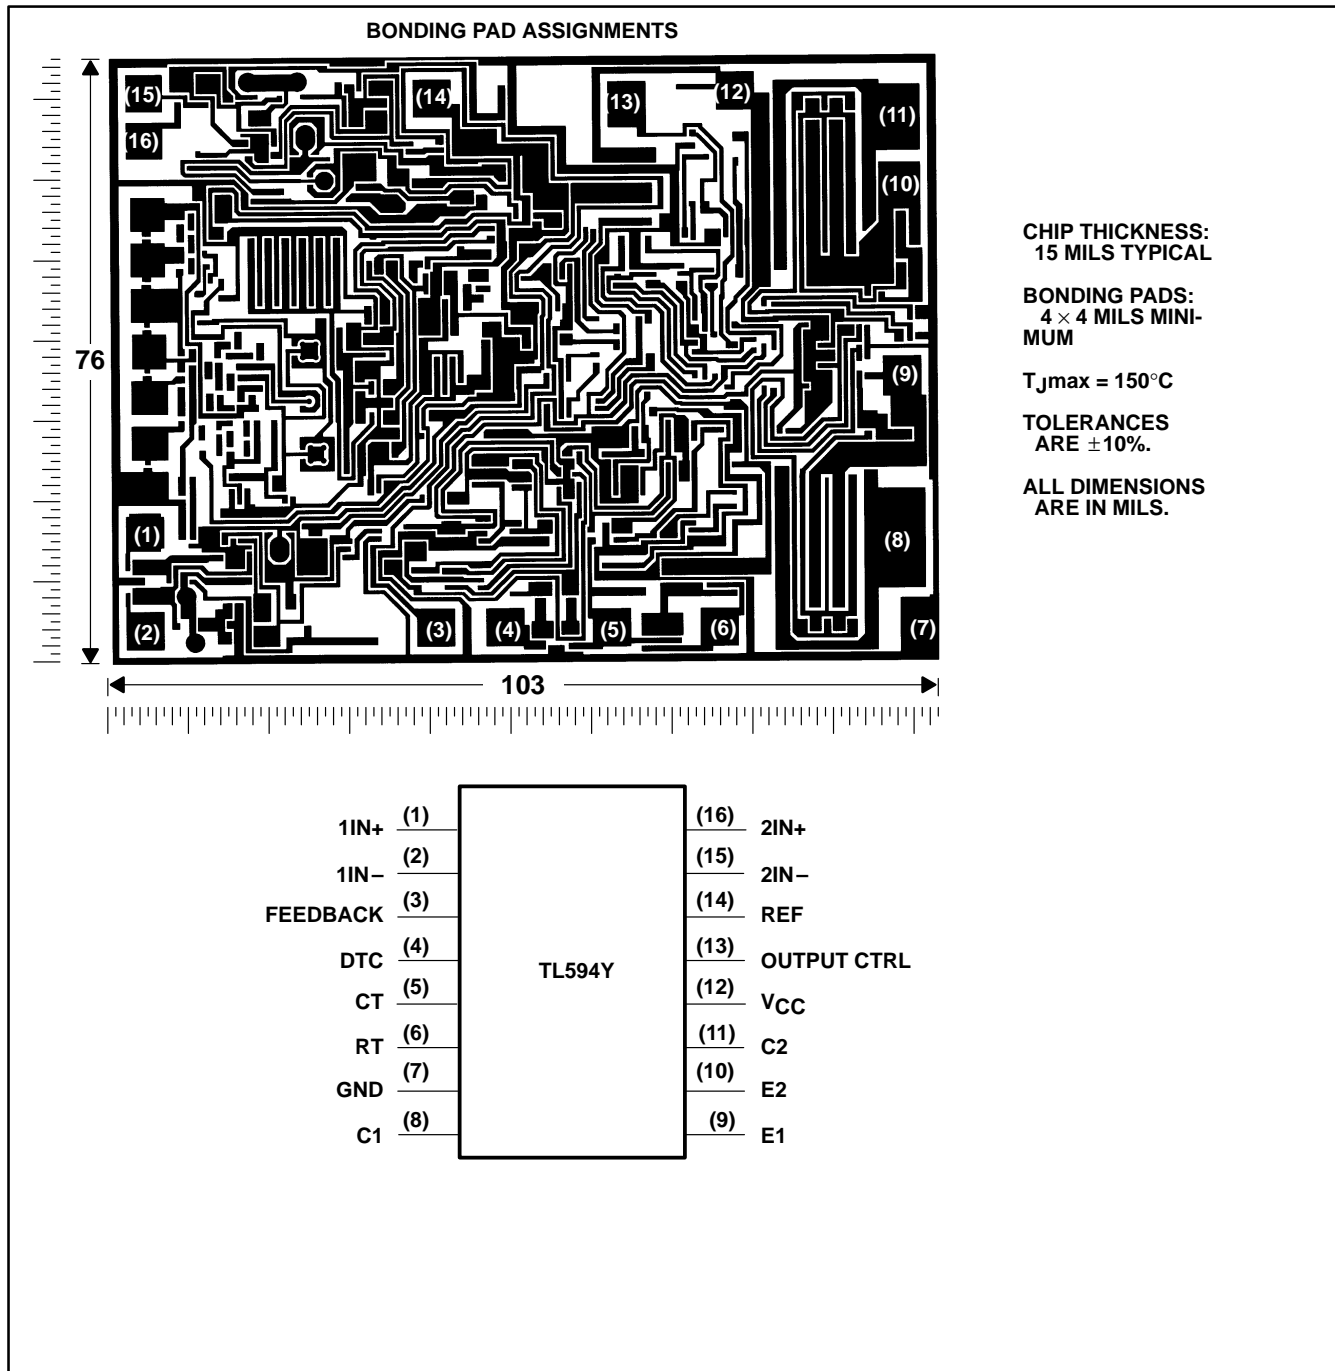 BONDING PAD ASSIGNMENTS
(15)
(14)
(13)
(12)
(11)
(16)
(10)
76
(9)
(1)
(8)
(2)
(3)
(4)
(5)
(6)
(7)
103
CHIP THICKNESS:
15 MILS TYPICAL
BONDING PADS:
4 × 4 MILS MINI-
MUM
TJmax = 150°C
TOLERANCES
ARE ±10%.
ALL DIMENSIONS
ARE IN MILS.
1IN+ (1)
1IN− (2)
FEEDBACK (3)
DTC (4)
CT (5)
RT (6)
GND (7)
C1 (8)
TL594Y
(16) 2IN+
(15) 2IN−
(14) REF
(13) OUTPUT CTRL
(12) VCC
(11) C2
(10) E2
(9) E1